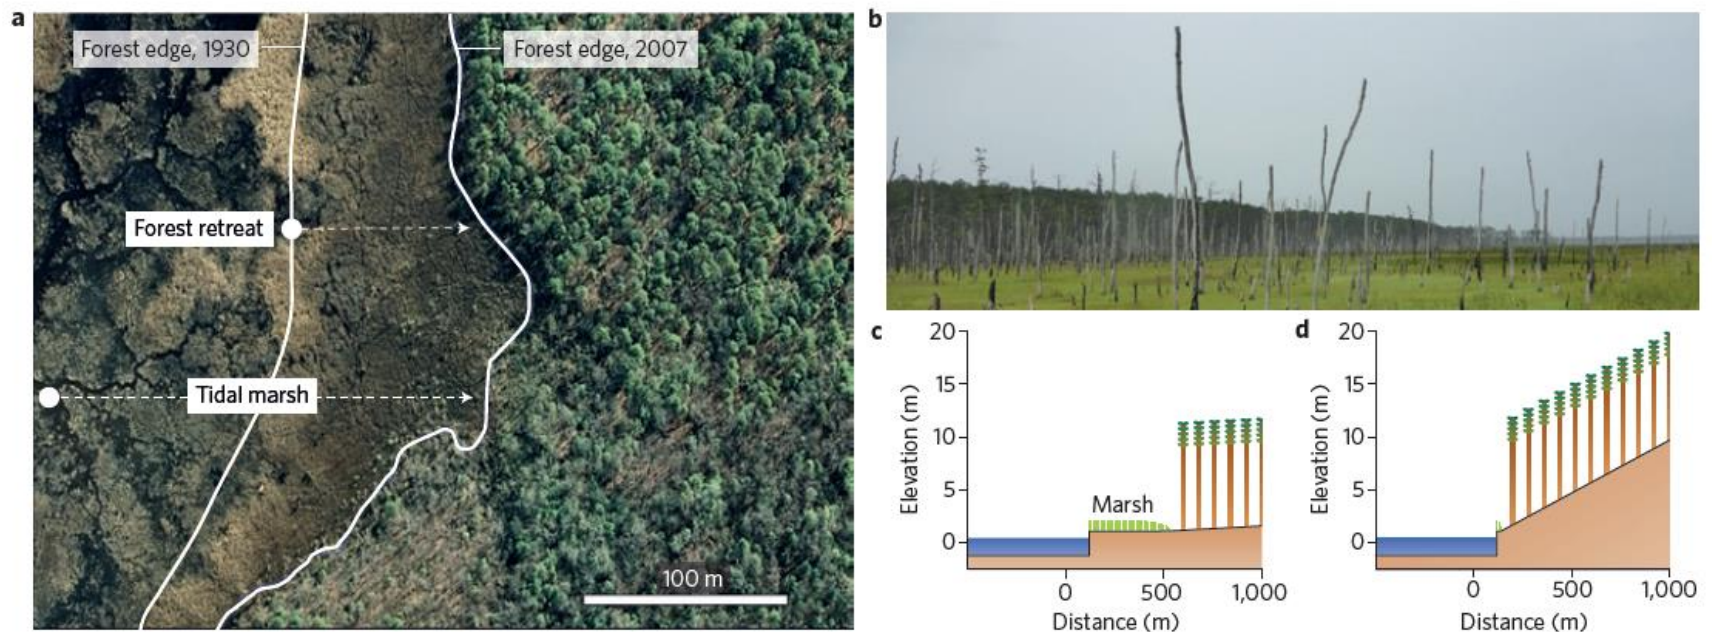 a
Forest edge, 1930
Forest edge, 2007
Forest retreat
Tidal marsh
100 m
b
c
20
15
10
5
0
Elevation (m)
Marsh
0 500 1,000
Distance (m)
d
20
15
10
5
0
Elevation (m)
0 500 1,000
Distance (m)